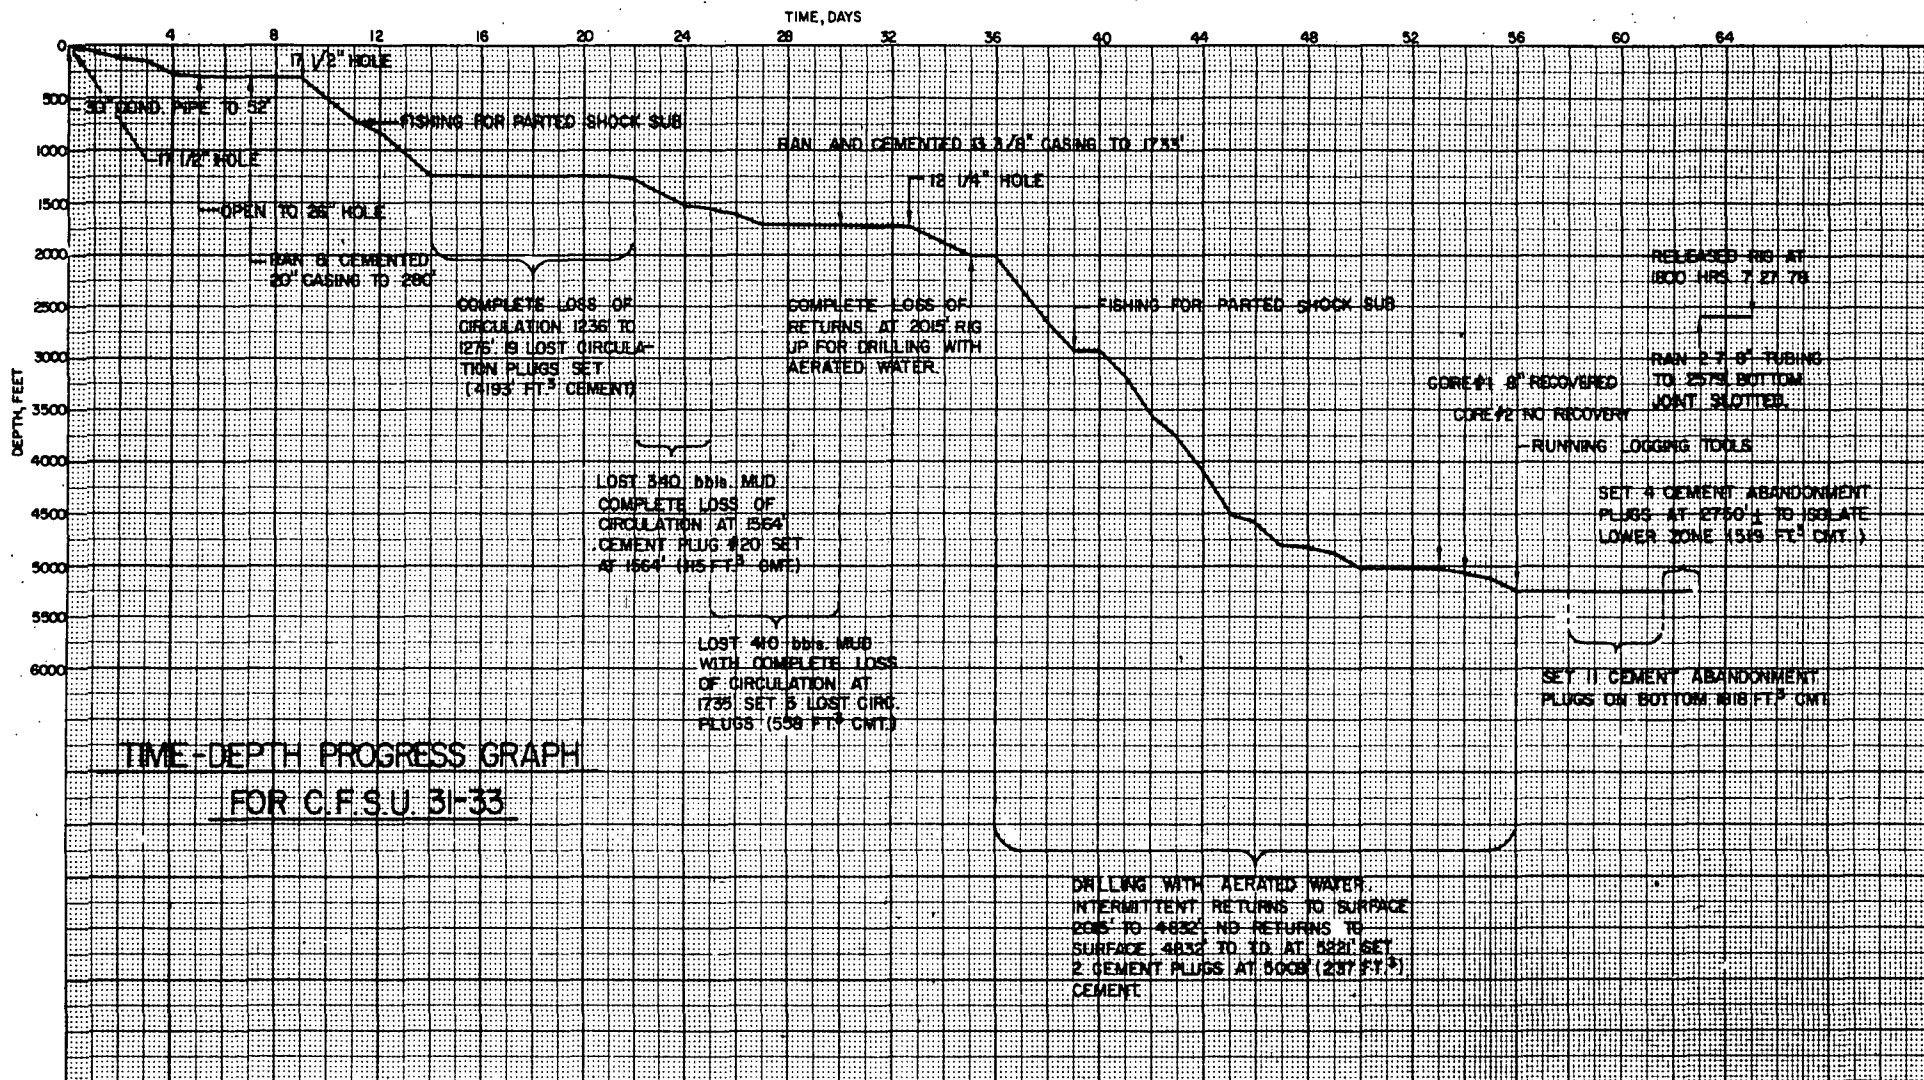 TIME, DAYS
4 8 12 16 20 24 28 32 36 40 44 48 52 56 60 64
DEPTH, FEET
0
500
1000
1500
2000
2500
3000
3500
4000
4500
5000
5500
6000
17 1/2" HOLE
30" COND. PIPE TO 52'
17 1/2" HOLE
FISHING FOR PARTED SHOCK SUB
OPEN TO 26" HOLE
RAN & CEMENTED
20" CASING TO 280'
COMPLETE LOSS OF
CIRCULATION 1236' TO
1276' 19 LOST CIRCULA-
TION PLUGS SET
(4193' FT³ CEMENT)
LOST 340 bbls. MUD
COMPLETE LOSS OF
CIRCULATION AT 1564'
CEMENT PLUG #20 SET
AT 1564' (115 FT.³ CMT.)
LOST 410 bbls. MUD
WITH COMPLETE LOSS
OF CIRCULATION AT
1735' SET LOST CIRC.
PLUGS (558 FT.³ CMT.)
RAN AND CEMENTED 13 3/8" CASING TO 1733'
12 1/4" HOLE
COMPLETE LOSS OF
RETURNS AT 2015' RIG
UP FOR DRILLING WITH
AERATED WATER.
FISHING FOR PARTED SHOCK SUB
DRILLING WITH AERATED WATER.
INTERMITTENT RETURNS TO SURFACE
2015' TO 4832'. NO RETURNS TO
SURFACE 4832' TO TD AT 5221' SET
2 CEMENT PLUGS AT 5009' (237 FT.³)
CEMENT
CORE #1 8" RECOVERED
CORE #2 NO RECOVERY
RUNNING LOGGING TOOLS
RELEASED RIG AT
1800 HRS. 7 27 78
RAN 2 7 8" TUBING
TO 2579'. BOTTOM
JOINT SLOTTED.
SET 4 CEMENT ABANDONMENT
PLUGS AT 2750'± TO ISOLATE
LOWER ZONE (519 FT³ CMT.)
SET 11 CEMENT ABANDONMENT
PLUGS ON BOTTOM 1818 FT.³ CMT
TIME-DEPTH PROGRESS GRAPH
FOR C.F.S.U. 31-33